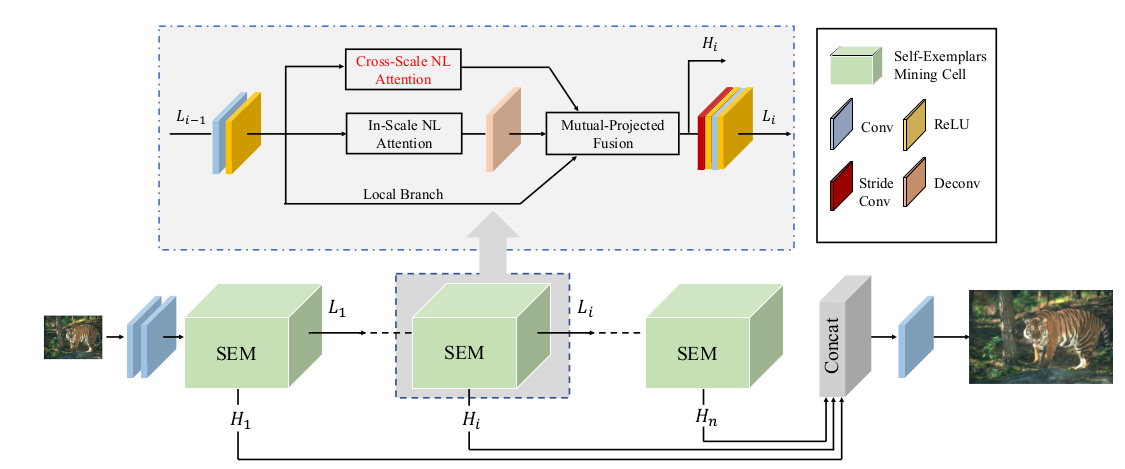 Cross-Scale NL
Attention
H_i
L_{i-1}
In-Scale NL
Attention
Mutual-Projected
Fusion
L_i
Local Branch
Self-Exemplars
Mining Cell
Conv
ReLU
Stride
Conv
Deconv
L_1
L_i
SEM
SEM
SEM
Concat
H_1
H_i
H_n